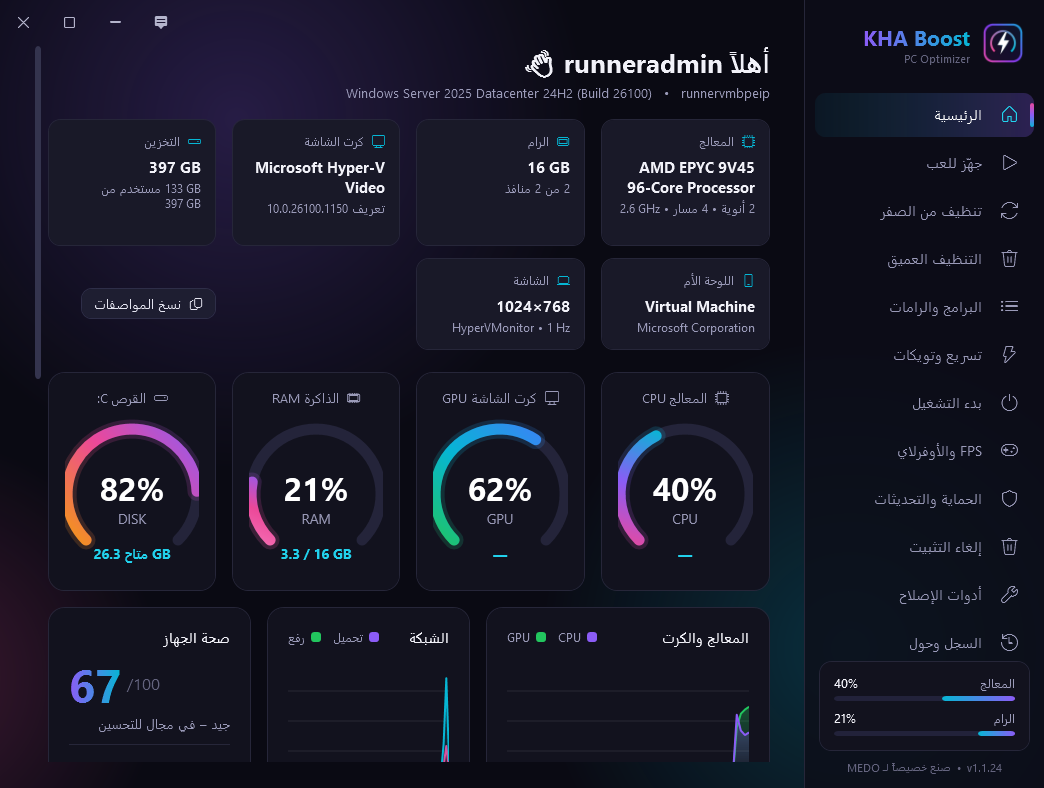 KHA Boost
PC Optimizer
الرئيسية
جهّز للعب
تنظيف من الصفر
التنظيف العميق
البرامج والرامات
تسريع وتويكات
بدء التشغيل
FPS والأوفرلاي
الحماية والتحديثات
إلغاء التثبيت
أدوات الإصلاح
السجل وحول
المعالج 40%
الرام 21%
v1.1.24 • صنع خصيصاً لـ MEDO
أهلاً runneradmin
runnervmbpeip • Windows Server 2025 Datacenter 24H2 (Build 26100)
المعالج
AMD EPYC 9V45
96-Core Processor
2 أنوية • 4 مسار • 2.6 GHz
الرام
16 GB
2 من 2 منافذ
كرت الشاشة
Microsoft Hyper-V
Video
تعريف 10.0.26100.1150
التخزين
397 GB
133 GB مستخدم من
397 GB
اللوحة الأم
Virtual Machine
Microsoft Corporation
الشاشة
1024×768
HyperVMonitor • 1 Hz
نسخ المواصفات
المعالج CPU
40%
CPU
—
كرت الشاشة GPU
62%
GPU
—
الذاكرة RAM
21%
RAM
3.3 / 16 GB
القرص C:
82%
DISK
26.3 متاح GB
المعالج والكرت
CPU
GPU
الشبكة
تحميل
رفع
صحة الجهاز
67 /100
جيد – في مجال للتحسين